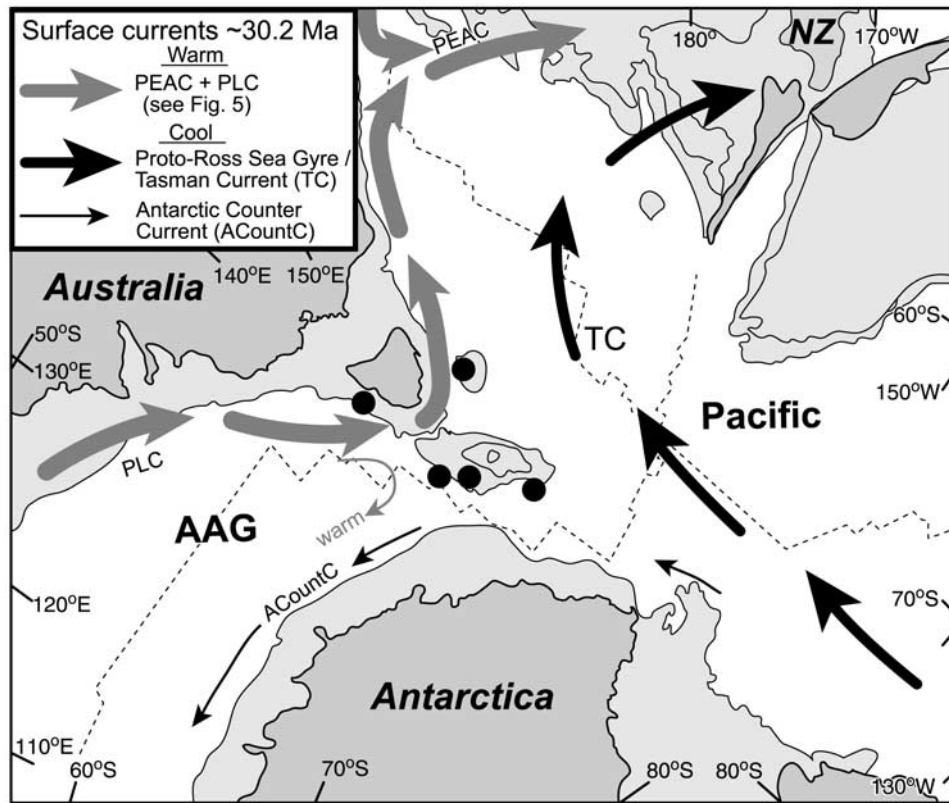 Surface currents ~30.2 Ma
Warm
PEAC + PLC
(see Fig. 5)
Cool
Proto-Ross Sea Gyre /
Tasman Current (TC)
Antarctic Counter
Current (ACountC)
PEAC
180°
NZ
170°W
140°E
150°E
Australia
50°S
130°E
60°S
TC
150°W
Pacific
PLC
AAG
warm
ACountC
120°E
70°S
Antarctica
110°E
60°S
70°S
80°S
80°S
130°W